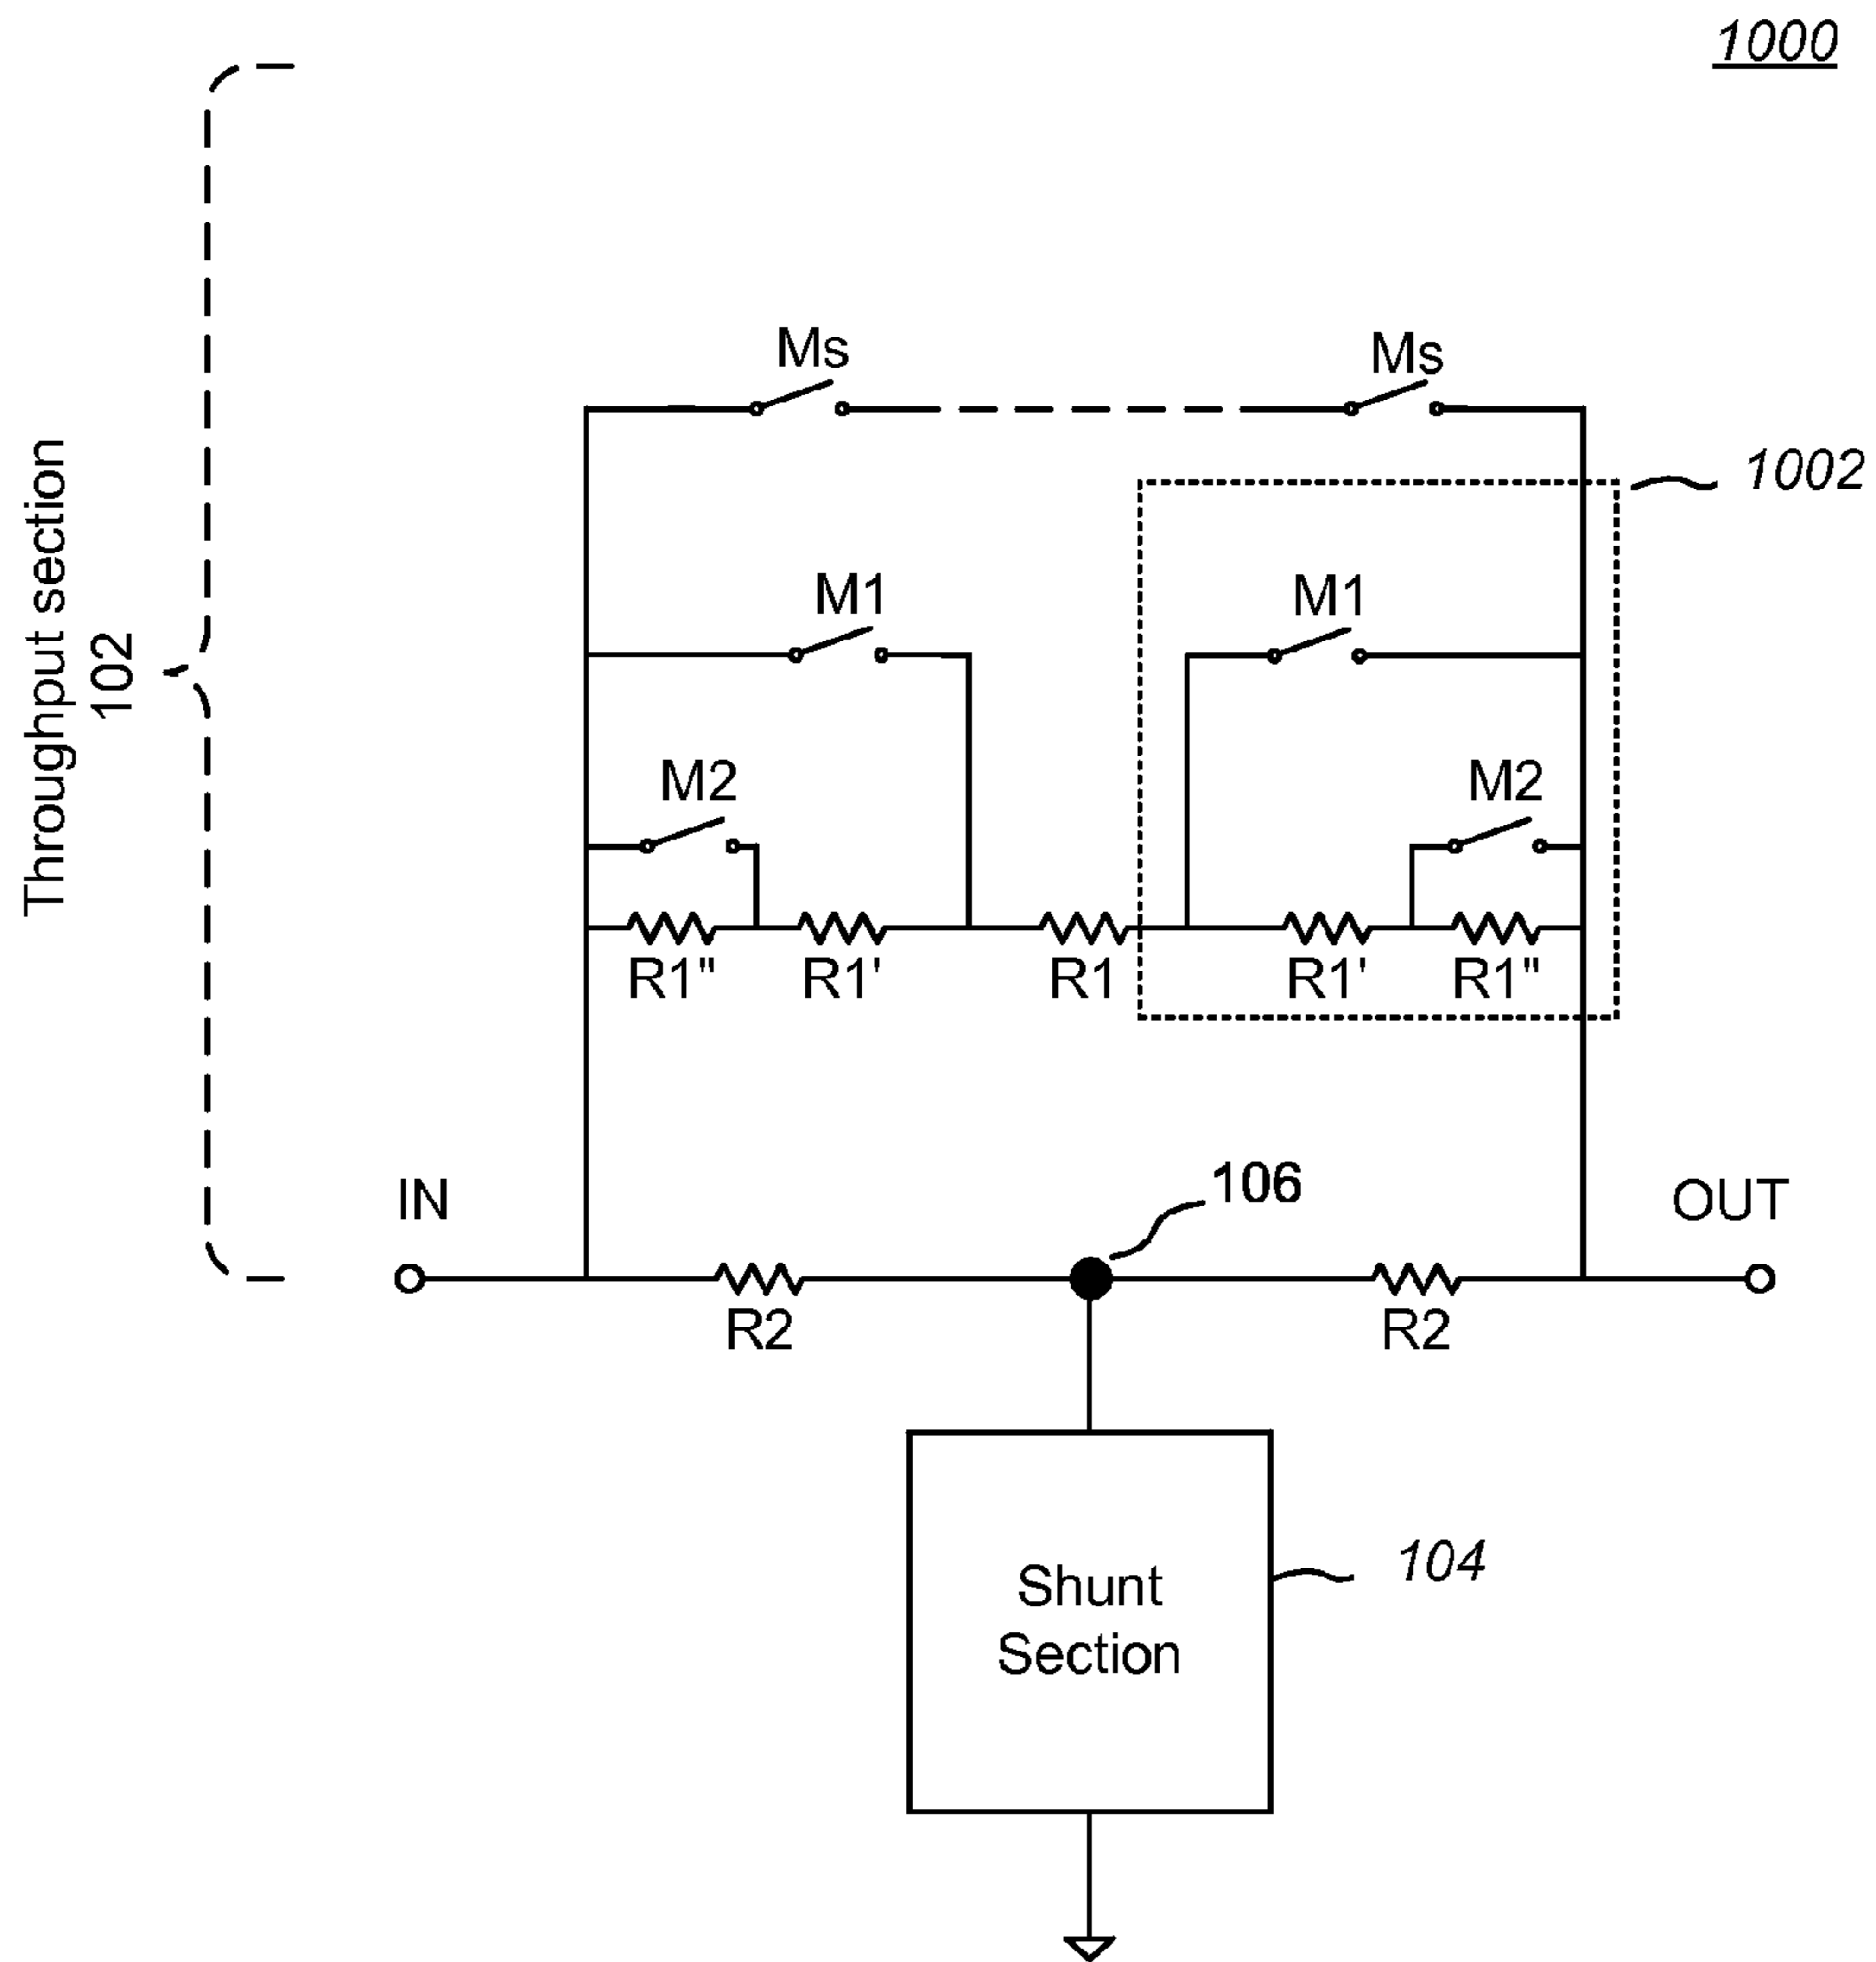 1000
Throughput section
102
Ms
Ms
1002
M1
M1
M2
M2
R1"
R1'
R1
R1'
R1"
IN
106
OUT
R2
R2
Shunt
Section
104